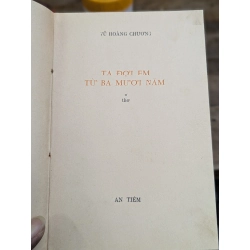 VŨ HOÀNG CHƯƠNG
TA ĐỢI EM
TỪ BA MƯƠI NĂM
thơ
AN TIÊM